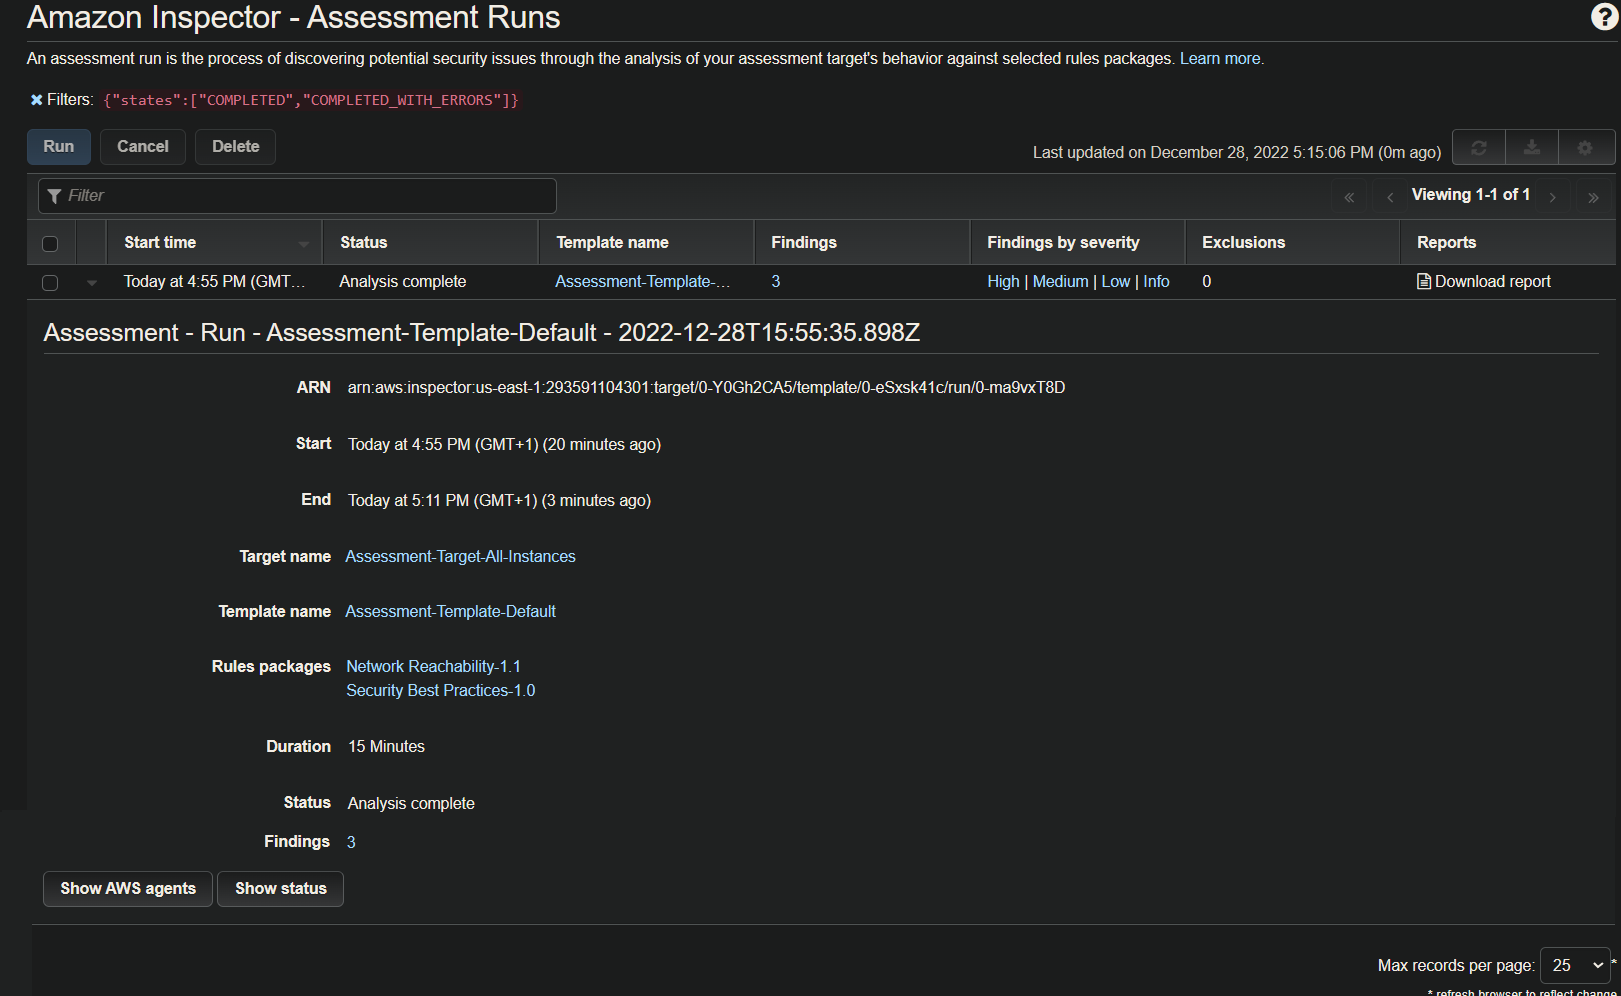 Amazon Inspector - Assessment Runs
An assessment run is the process of discovering potential security issues through the analysis of your assessment target's behavior against selected rules packages. Learn more.
Filters: {"states":["COMPLETED","COMPLETED_WITH_ERRORS"]}
Run Cancel Delete Last updated on December 28, 2022 5:15:06 PM (0m ago)
Filter « ‹ Viewing 1-1 of 1 › »
Start time Status Template name Findings Findings by severity Exclusions Reports
Today at 4:55 PM (GMT... Analysis complete Assessment-Template-... 3 High | Medium | Low | Info 0 Download report
Assessment - Run - Assessment-Template-Default - 2022-12-28T15:55:35.898Z
ARN arn:aws:inspector:us-east-1:293591104301:target/0-Y0Gh2CA5/template/0-eSxsk41c/run/0-ma9vxT8D
Start Today at 4:55 PM (GMT+1) (20 minutes ago)
End Today at 5:11 PM (GMT+1) (3 minutes ago)
Target name Assessment-Target-All-Instances
Template name Assessment-Template-Default
Rules packages Network Reachability-1.1
Security Best Practices-1.0
Duration 15 Minutes
Status Analysis complete
Findings 3
Show AWS agents Show status
Max records per page: 25 *
* refresh browser to reflect change